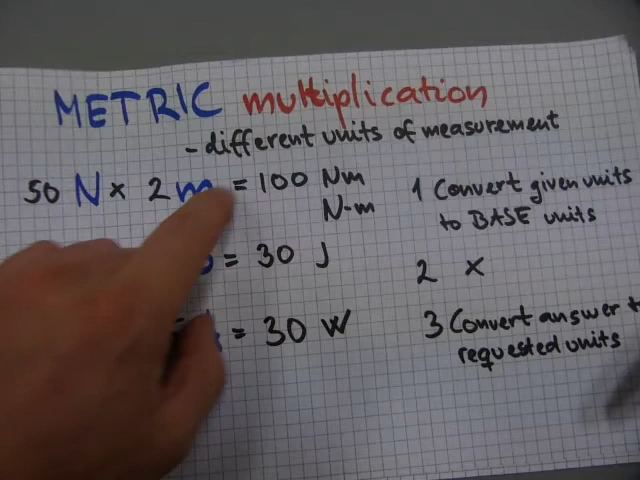 METRIC multiplication
- different units of measurement
50 N x 2 m = 100 Nm
N-m
= 30 J
= 30 W
1 Convert given units
to BASE units
2 x
3 Convert answer
requested units